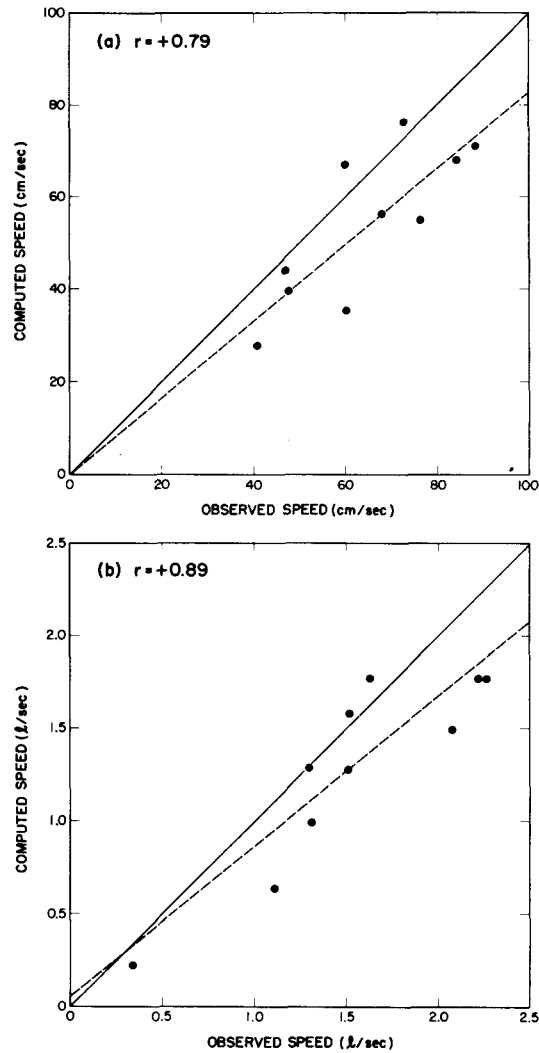 (a) r = +0.79
100
80
60
40
20
0
COMPUTED SPEED (cm/sec)
0 20 40 60 80 100
OBSERVED SPEED (cm/sec)
(b) r = +0.89
2.5
2.0
1.5
1.0
0.5
0
COMPUTED SPEED (ℓ/sec)
0 0.5 1.0 1.5 2.0 2.5
OBSERVED SPEED (ℓ/sec)